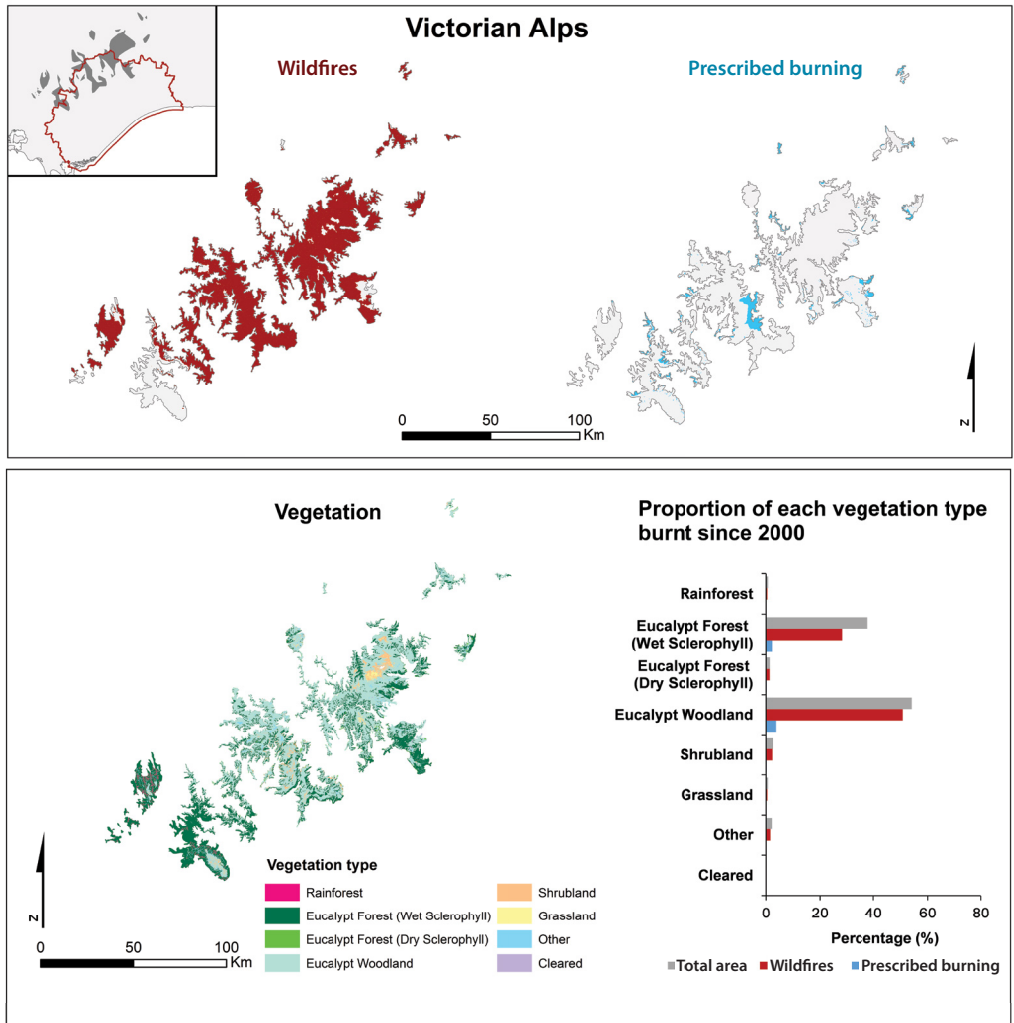 Victorian Alps
Wildfires
Prescribed burning
0 50 100
Km
N
Vegetation
Proportion of each vegetation type
burnt since 2000
Rainforest
Eucalypt Forest
(Wet Sclerophyll)
Eucalypt Forest
(Dry Sclerophyll)
Eucalypt Woodland
Shrubland
Grassland
Other
Cleared
0 20 40 60 80
Percentage (%)
Total area Wildfires Prescribed burning
Vegetation type
Rainforest
Eucalypt Forest (Wet Sclerophyll)
Eucalypt Forest (Dry Sclerophyll)
Eucalypt Woodland
Shrubland
Grassland
Other
Cleared
N
0 50 100
Km